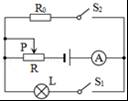 R₀ S₂
P
R A
L S₁